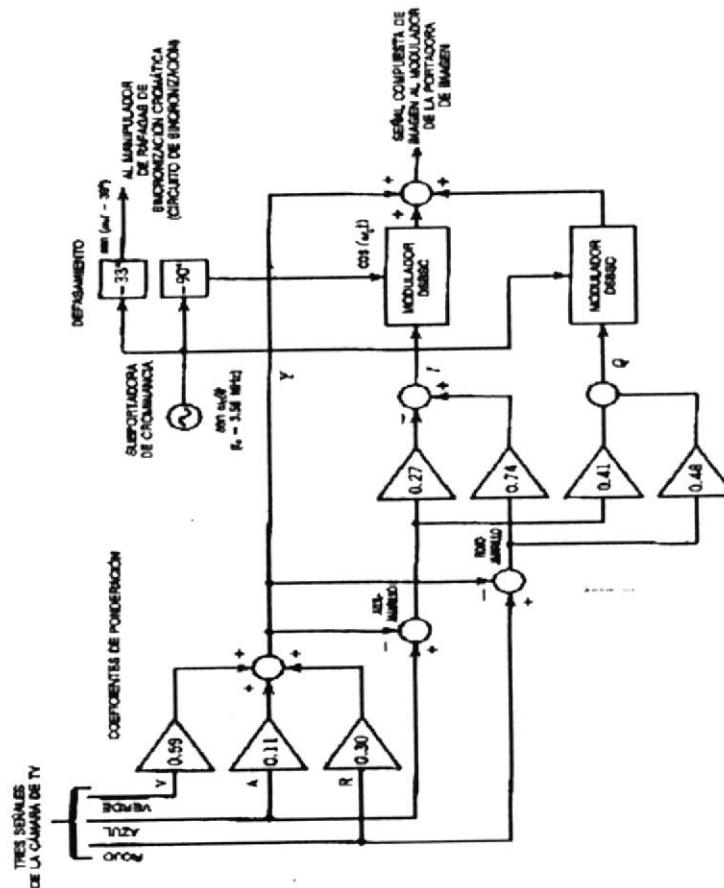 TRES SEÑALES
DE LA CÁMARA DE TV
ROJO
AZUL
VERDE
V
A
R
0.59
0.11
0.30
COEFICIENTES DE PONDERACIÓN
+
+
+
-
+
AMARILLO
-
+
ROJO
AMARILLO
0.27
0.74
0.41
0.48
-
+
I
Q
Y
SUBPORTADORA
DE CROMINANCIA
= 3.58 MHz
DEFASAMIENTO
-33°
-90°
AL MANIPULADOR
DE RÁFAGAS DE
SINCRONIZACIÓN CROMÁTICA
(CIRCUITO DE SINCRONIZACIÓN)
MODULADOR
DSBSC
MODULADOR
DSBSC
+
+
+
SEÑAL COMPUESTA DE
IMAGEN AL MODULADOR
DE LA PORTADORA
DE IMAGEN